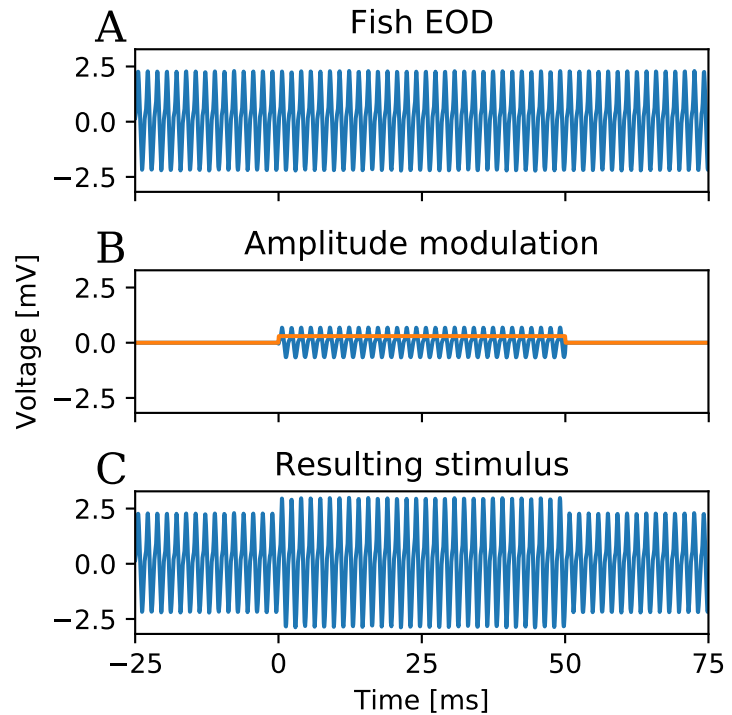 A
Fish EOD
2.5
0.0
−2.5
B
Amplitude modulation
2.5
0.0
−2.5
Voltage [mV]
C
Resulting stimulus
2.5
0.0
−2.5
−25
0
25
50
75
Time [ms]